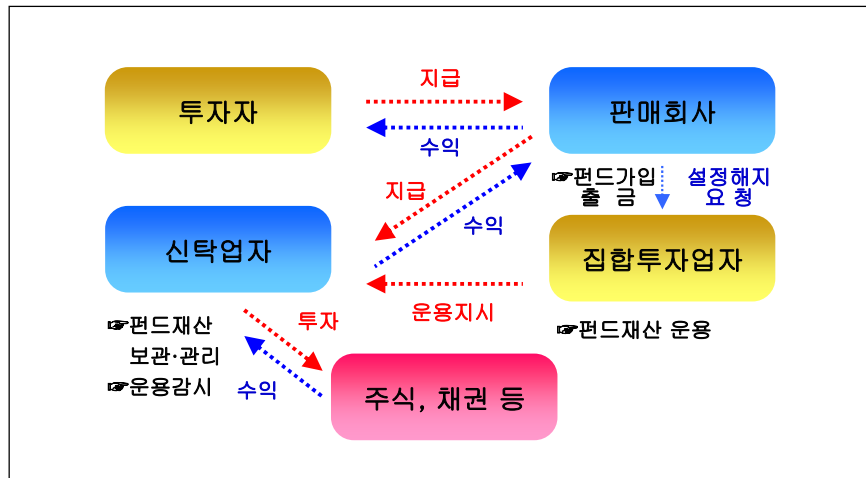 지급
투자자
판매회사
수익
☞펀드가입
출 금
설정해지
요 청
지급
수익
신탁업자
집합투자업자
운용지시
☞펀드재산
보관·관리
☞운용감시
투자
수익
☞펀드재산 운용
주식, 채권 등